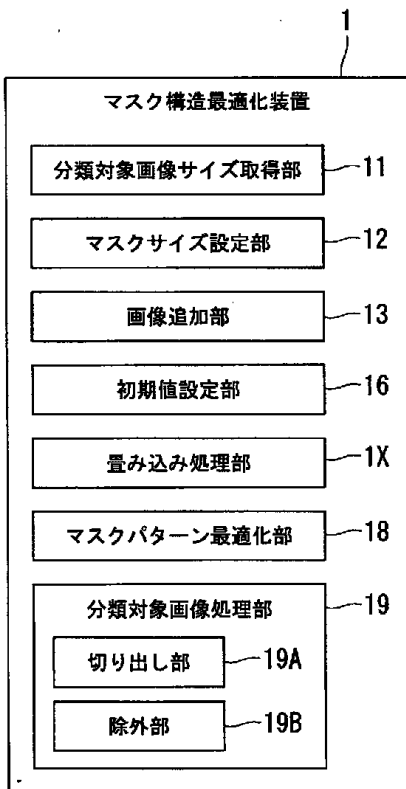 1
マスク構造最適化装置
分類対象画像サイズ取得部 11
マスクサイズ設定部 12
画像追加部 13
初期値設定部 16
畳み込み処理部 1X
マスクパターン最適化部 18
分類対象画像処理部 19
切り出し部 19A
除外部 19B